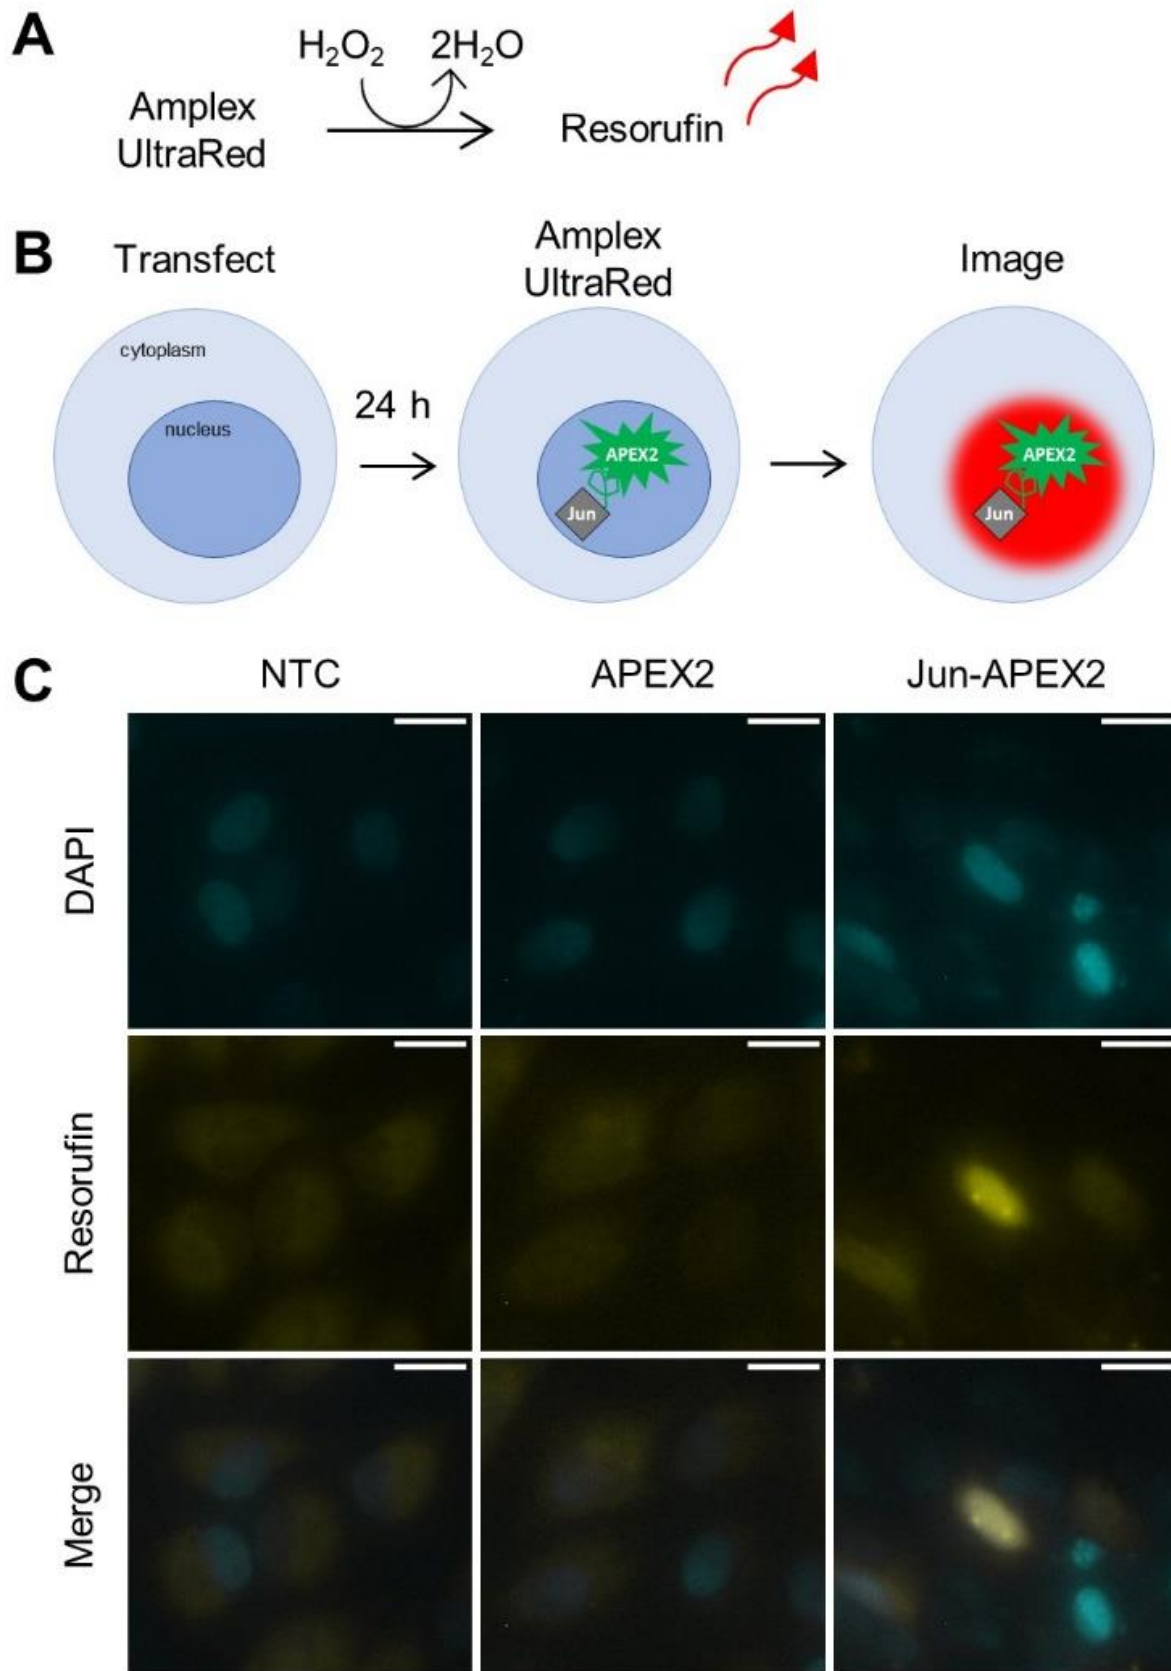 A
H₂O₂ 2H₂O
Amplex
UltraRed
Resorufin
B
Transfect
Amplex
UltraRed
Image
cytoplasm
nucleus
24 h
APEX2
Jun
APEX2
Jun
C
NTC APEX2 Jun-APEX2
DAPI
Resorufin
Merge